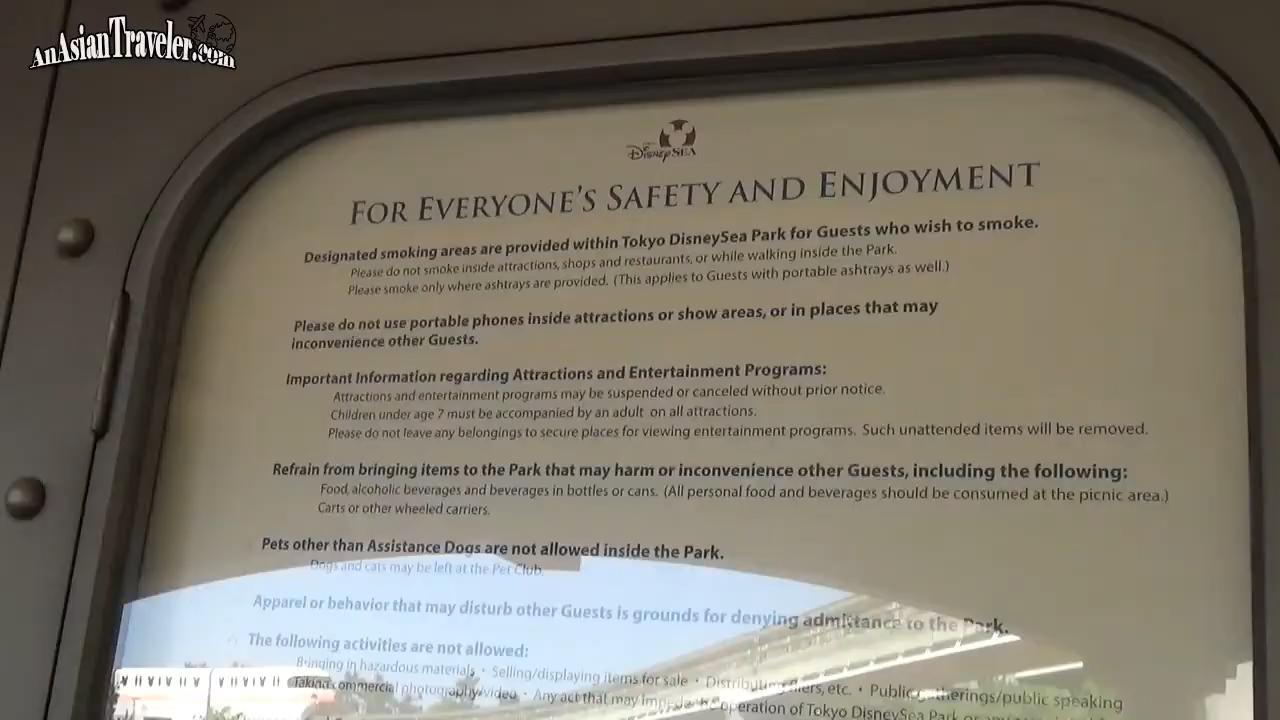 AnAsianTraveler.com
DisneySEA
FOR EVERYONE'S SAFETY AND ENJOYMENT
Designated smoking areas are provided within Tokyo DisneySea Park for Guests who wish to smoke.
Please do not smoke inside attractions, shops and restaurants, or while walking inside the Park.
Please smoke only where ashtrays are provided. (This applies to Guests with portable ashtrays as well.)
Please do not use portable phones inside attractions or show areas, or in places that may
inconvenience other Guests.
Important Information regarding Attractions and Entertainment Programs:
Attractions and entertainment programs may be suspended or canceled without prior notice.
Children under age 7 must be accompanied by an adult on all attractions.
Please do not leave any belongings to secure places for viewing entertainment programs. Such unattended items will be removed.
Refrain from bringing items to the Park that may harm or inconvenience other Guests, including the following:
Food, alcoholic beverages and beverages in bottles or cans. (All personal food and beverages should be consumed at the picnic area.)
Carts or other wheeled carriers.
Pets other than Assistance Dogs are not allowed inside the Park.
Dogs and cats may be left at the Pet Club.
Apparel or behavior that may disturb other Guests is grounds for denying admittance to the Park.
The following activities are not allowed:
Bringing in hazardous materials · Selling/displaying items for sale · Distributing fliers, etc. · Public gatherings/public speaking
Taking commercial photography/video · Any act that may impede the operation of Tokyo DisneySea Park or any